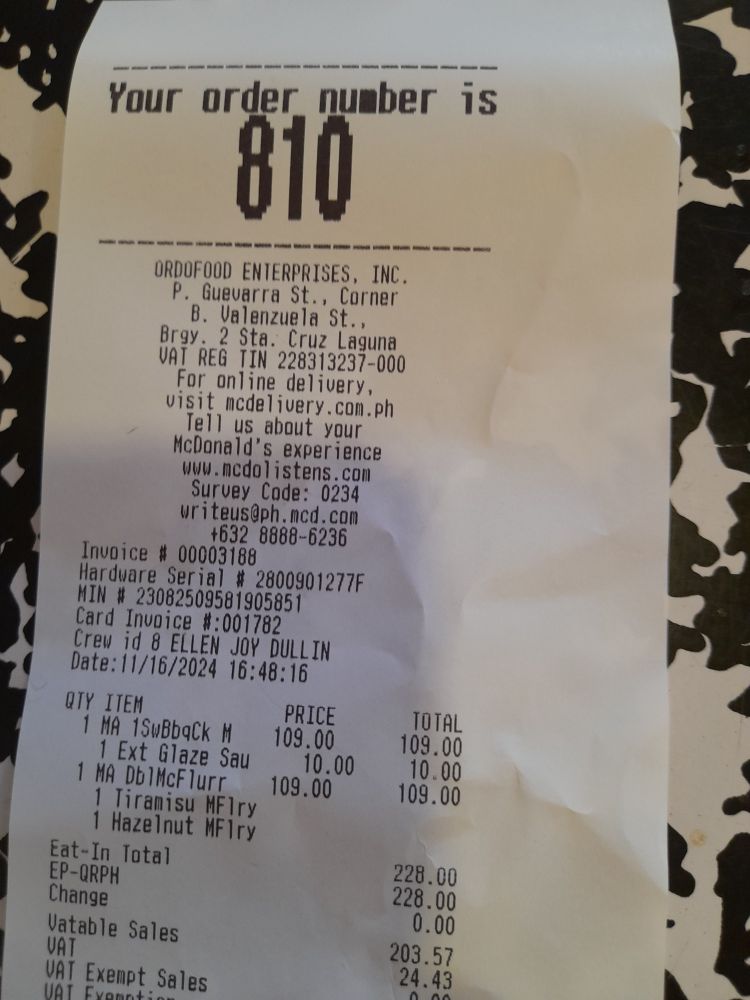 Your order number is
810
ORDOFOOD ENTERPRISES, INC.
P. Guevarra St., Corner
B. Valenzuela St.,
Brgy. 2 Sta. Cruz Laguna
VAT REG TIN 228313237-000
For online delivery,
visit mcdelivery.com.ph
Tell us about your
McDonald's experience
www.mcdolistens.com
Survey Code: 0234
writeus@ph.mcd.com
+632 8888-6236
Invoice # 00003188
Hardware Serial # 2800901277F
MIN # 23082509581905851
Card Invoice #:001782
Crew id 8 ELLEN JOY DULLIN
Date:11/16/2024 16:48:16
QTY ITEM PRICE TOTAL
1 MA 1SwBbqCk M 109.00 109.00
1 Ext Glaze Sau 10.00 10.00
1 MA DblMcFlurr 109.00 109.00
1 Tiramisu MFlry
1 Hazelnut MFlry
Eat-In Total 228.00
EP-QRPH 228.00
Change 0.00
Vatable Sales 203.57
VAT 24.43
VAT Exempt Sales 0.00
VAT Exemption